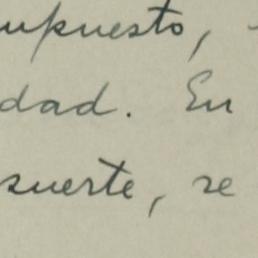 upuesto,
dad. En
suerte, se